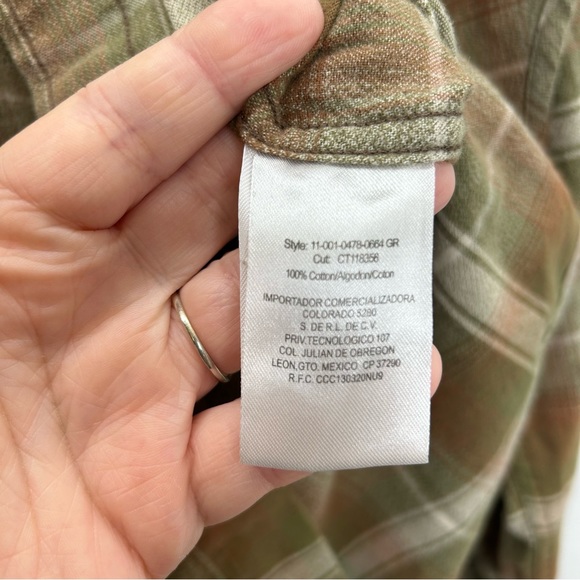 Style: 11-001-0478-0664 GR
Cut: CT118356
100% Cotton/Algodon/Coton
IMPORTADOR COMERCIALIZADORA
COLORADO 5280
S. DE R.L. DE C.V.
PRIV.TECNOLOGICO 107
COL. JULIAN DE OBREGON
LEON,GTO. MEXICO CP 37290
R.F.C. CCC130320NU9